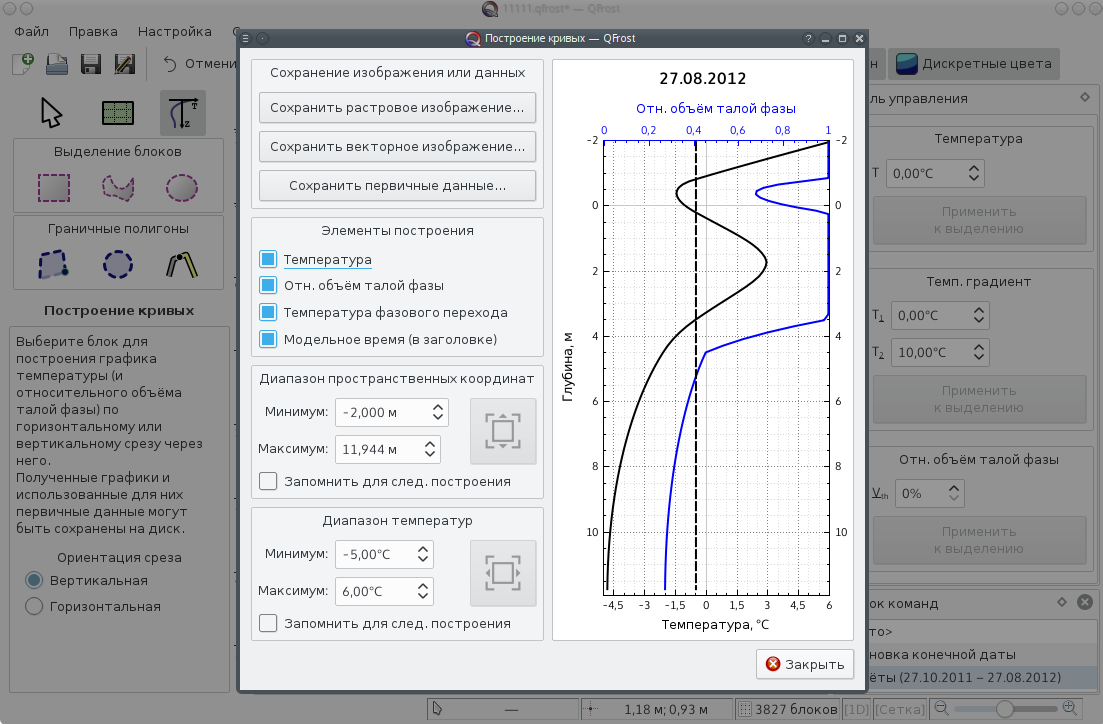 11111.qfrost* — QFrost
Файл Правка Настройка
Отмени
Дискретные цвета
Выделение блоков
Граничные полигоны
Построение кривых
Выберите блок для
построения графика
температуры (и
относительного объёма
талой фазы) по
горизонтальному или
вертикальному срезу через
него.
Полученные графики и
использованные для них
первичные данные могут
быть сохранены на диск.
Ориентация среза
Вертикальная
Горизонтальная
Построение кривых — QFrost
Сохранение изображения или данных
Сохранить растровое изображение...
Сохранить векторное изображение...
Сохранить первичные данные...
Элементы построения
Температура
Отн. объём талой фазы
Температура фазового перехода
Модельное время (в заголовке)
Диапазон пространственных координат
Минимум: −2,000 м
Максимум: 11,944 м
Запомнить для след. построения
Диапазон температур
Минимум: −5,00°C
Максимум: 6,00°C
Запомнить для след. построения
27.08.2012
Отн. объём талой фазы
0 0,2 0,4 0,6 0,8 1
−2 −2
0 0
2 2
4 4
6 6
8 8
10 10
Глубина, м
−4,5 −3 −1,5 0 1,5 3 4,5 6
Температура, °C
Закрыть
ль управления
Температура
T 0,00°C
Применить
к выделению
Темп. градиент
T1 0,00°C
T2 10,00°C
Применить
к выделению
Отн. объём талой фазы
Vth 0%
Применить
к выделению
ок команд
то>
новка конечной даты
ёты (27.10.2011 – 27.08.2012)
— 1,18 м; 0,93 м 3827 блоков [1D] [Сетка]